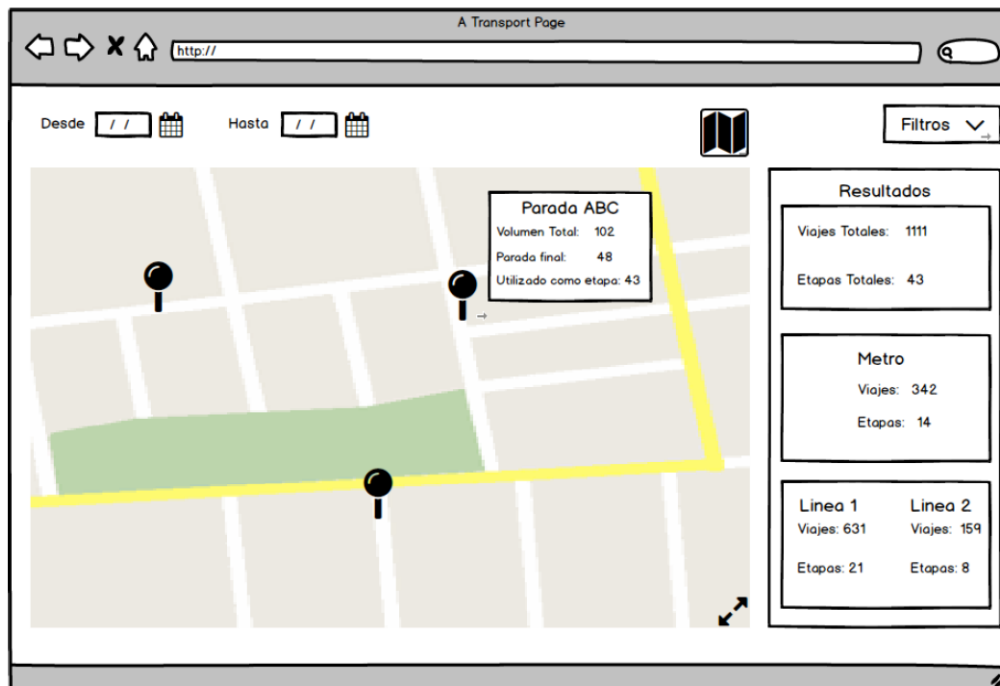 A Transport Page
http://
Desde / / Hasta / / Filtros
Parada ABC
Volumen Total: 102
Parada final: 48
Utilizado como etapa: 43
Resultados
Viajes Totales: 1111
Etapas Totales: 43
Metro
Viajes: 342
Etapas: 14
Linea 1 Linea 2
Viajes: 631 Viajes: 159
Etapas: 21 Etapas: 8